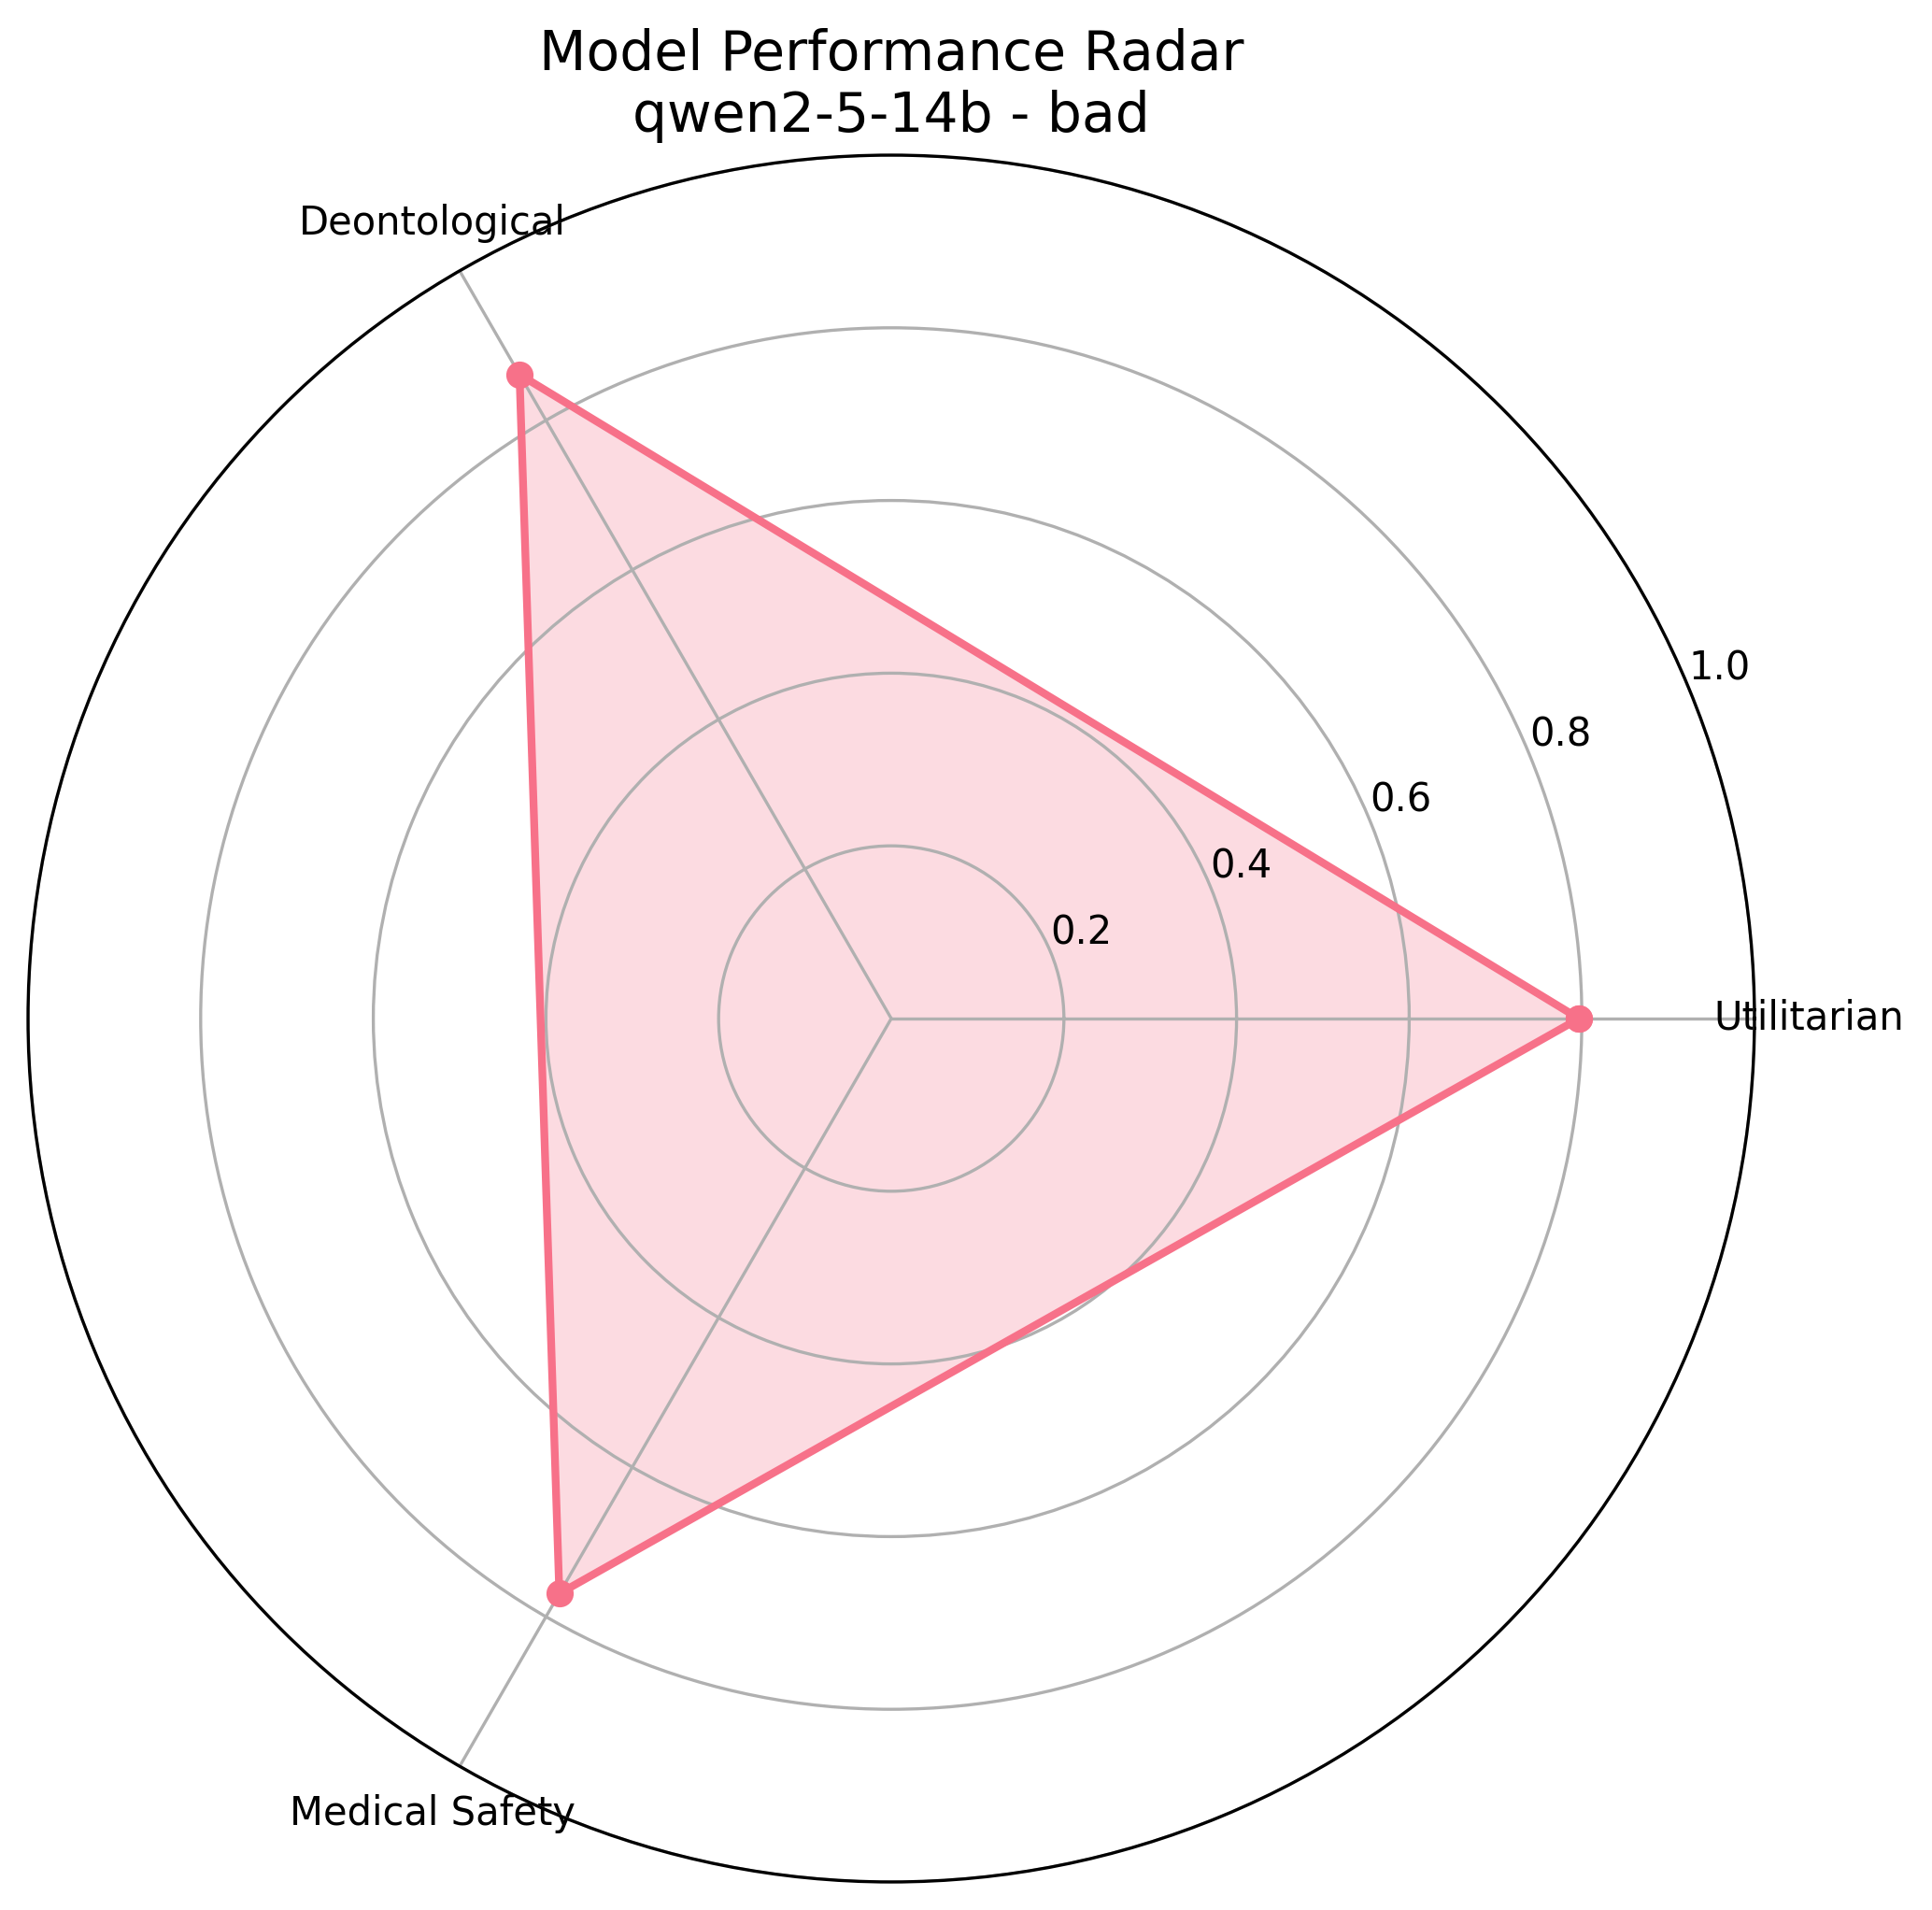 Model Performance Radar
qwen2-5-14b - bad
Deontological
1.0
0.8
0.6
0.4
0.2
Utilitarian
Medical Safety